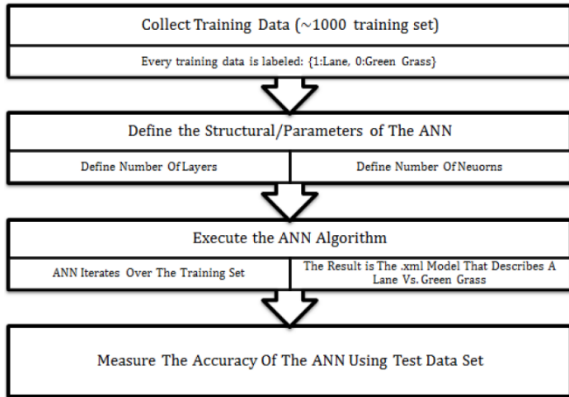 Collect Training Data (~1000 training set)
Every training data is labeled: {1:Lane, 0:Green Grass}
Define the Structural/Parameters of The ANN
Define Number Of Layers
Define Number Of Neuorns
Execute the ANN Algorithm
ANN Iterates Over The Training Set
The Result is The .xml Model That Describes A
Lane Vs. Green Grass
Measure The Accuracy Of The ANN Using Test Data Set